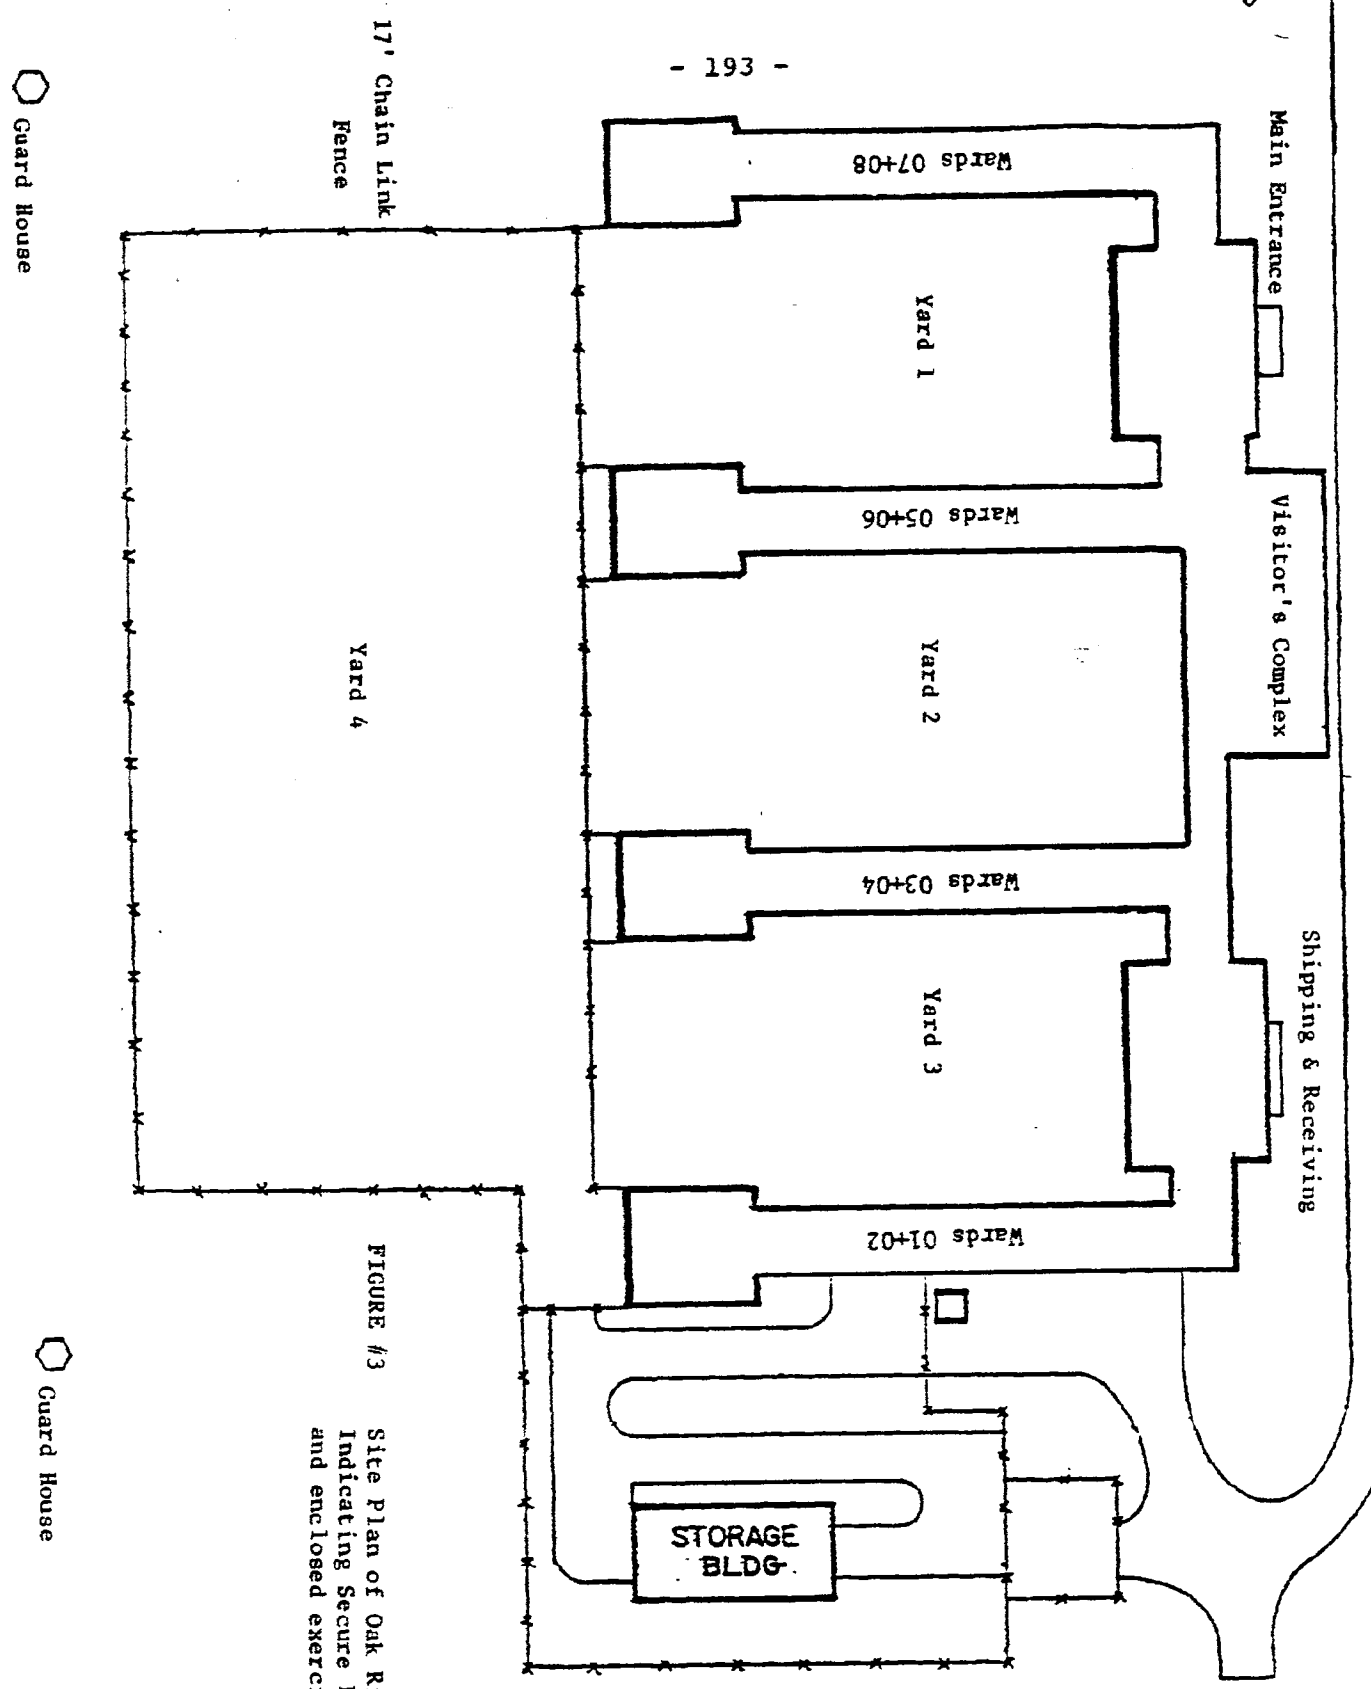 - 193 -
Main Entrance
Visitor's Complex
Shipping & Receiving
Wards 07+08
Wards 05+06
Wards 03+04
Wards 01+02
Yard 1
Yard 2
Yard 3
Yard 4
STORAGE
BLDG.
17' Chain Link
Fence
Guard House
Guard House
FIGURE #3 Site Plan of Oak R
Indicating Secure
and enclosed exerc